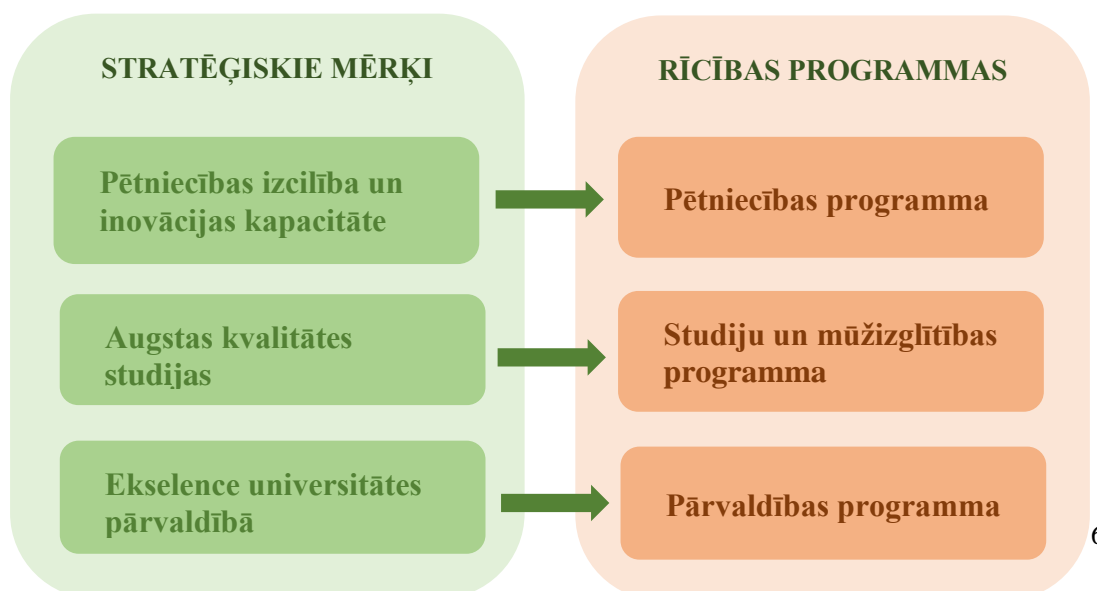 STRATĒĢISKIE MĒRĶI
Pētniecības izcilība un
inovācijas kapacitāte
Augstas kvalitātes
studijas
Ekselence universitātes
pārvaldībā
RĪCĪBAS PROGRAMMAS
Pētniecības programma
Studiju un mūžizglītības
programma
Pārvaldības programma